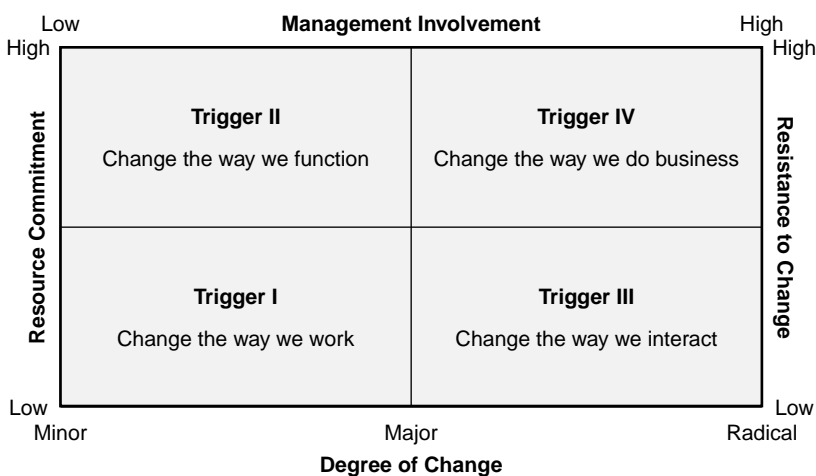 Low Management Involvement High
High High
Trigger II Trigger IV
Change the way we function Change the way we do business
Resource Commitment
Resistance to Change
Trigger I Trigger III
Change the way we work Change the way we interact
Low Low
Minor Major Radical
Degree of Change